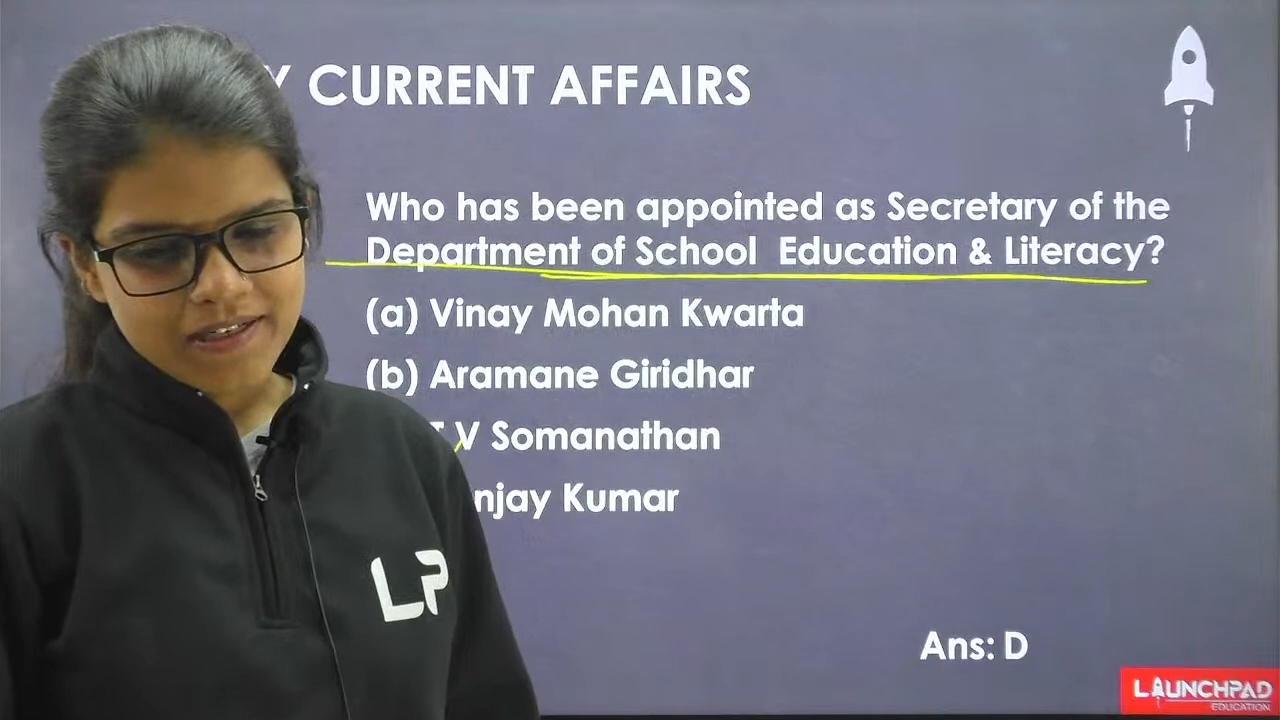 Y CURRENT AFFAIRS
Who has been appointed as Secretary of the
Department of School Education & Literacy?
(a) Vinay Mohan Kwarta
(b) Aramane Giridhar
V Somanathan
njay Kumar
Ans: D
LP
LAUNCHPAD
EDUCATION